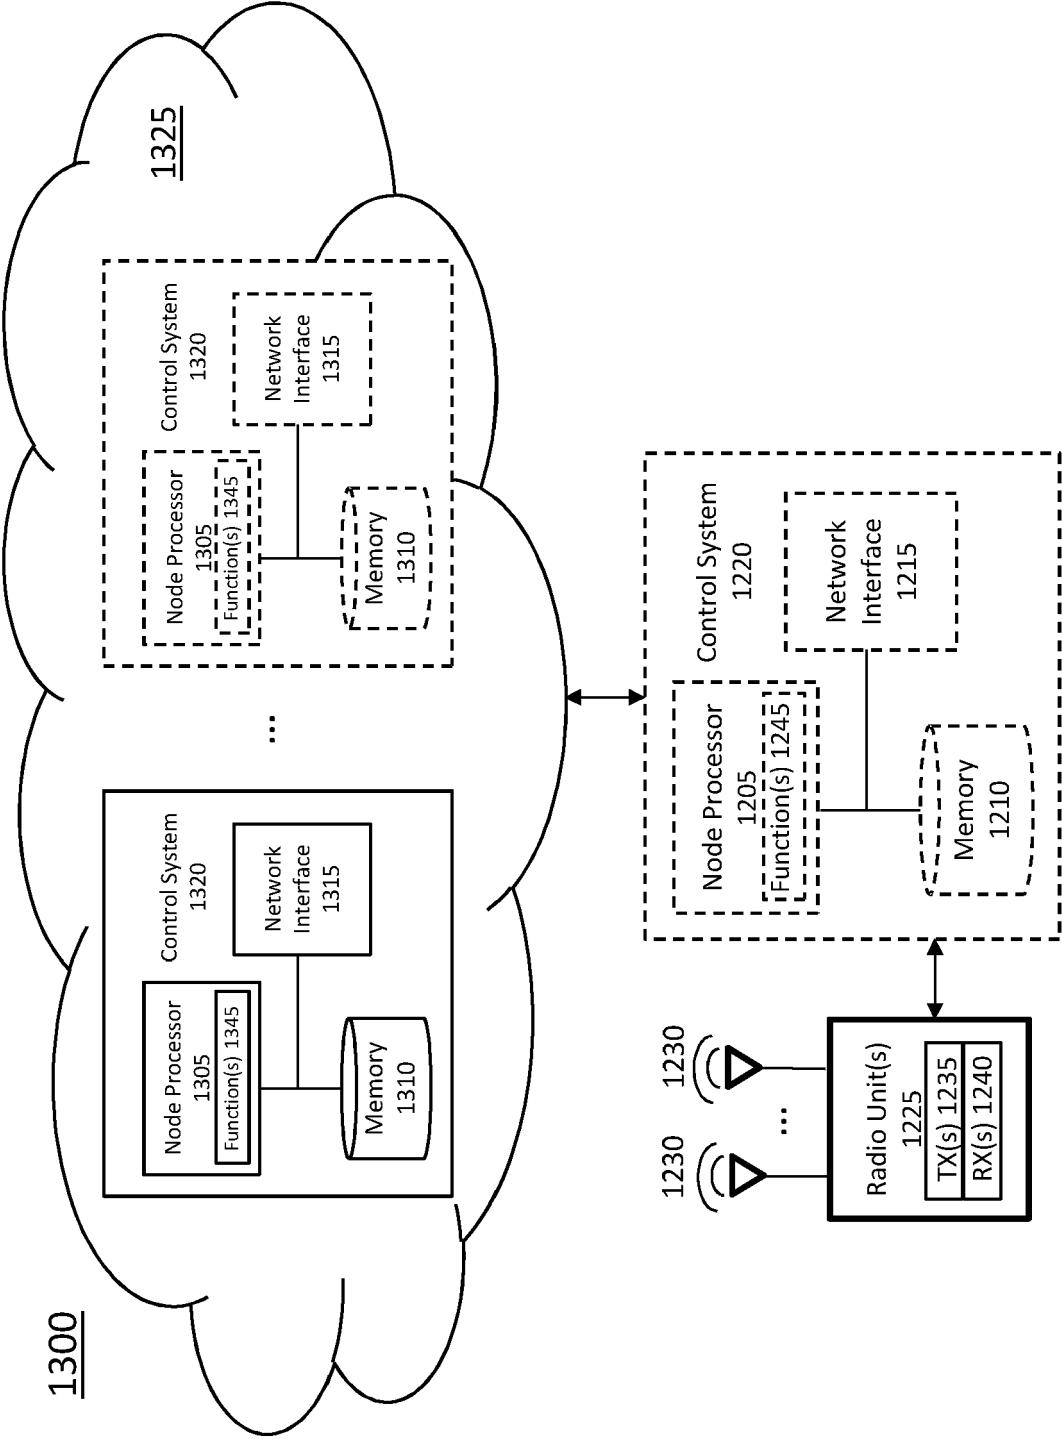 1300
1325
Control System
1320
Node Processor
1305
Function(s) 1345
Network
Interface
1315
Memory
1310
...
Control System
1320
Node Processor
1305
Function(s) 1345
Network
Interface
1315
Memory
1310
1230
...
1230
Radio Unit(s)
1225
TX(s) 1235
RX(s) 1240
Control System
1220
Node Processor
1205
Function(s) 1245
Network
Interface
1215
Memory
1210